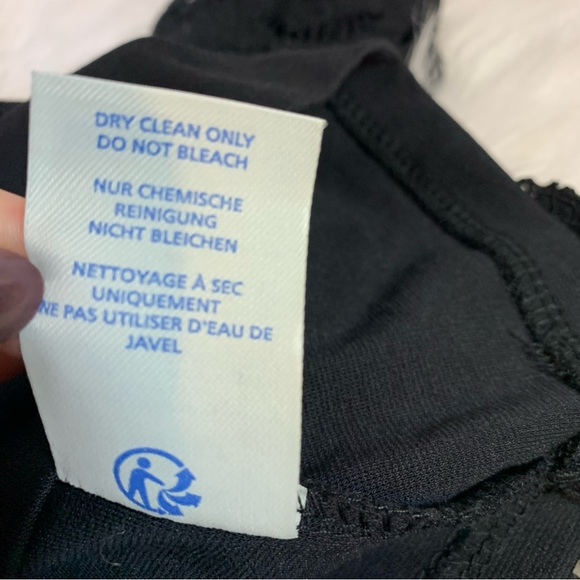 DRY CLEAN ONLY
DO NOT BLEACH
NUR CHEMISCHE
REINIGUNG
NICHT BLEICHEN
NETTOYAGE À SEC
UNIQUEMENT
NE PAS UTILISER D'EAU DE
JAVEL